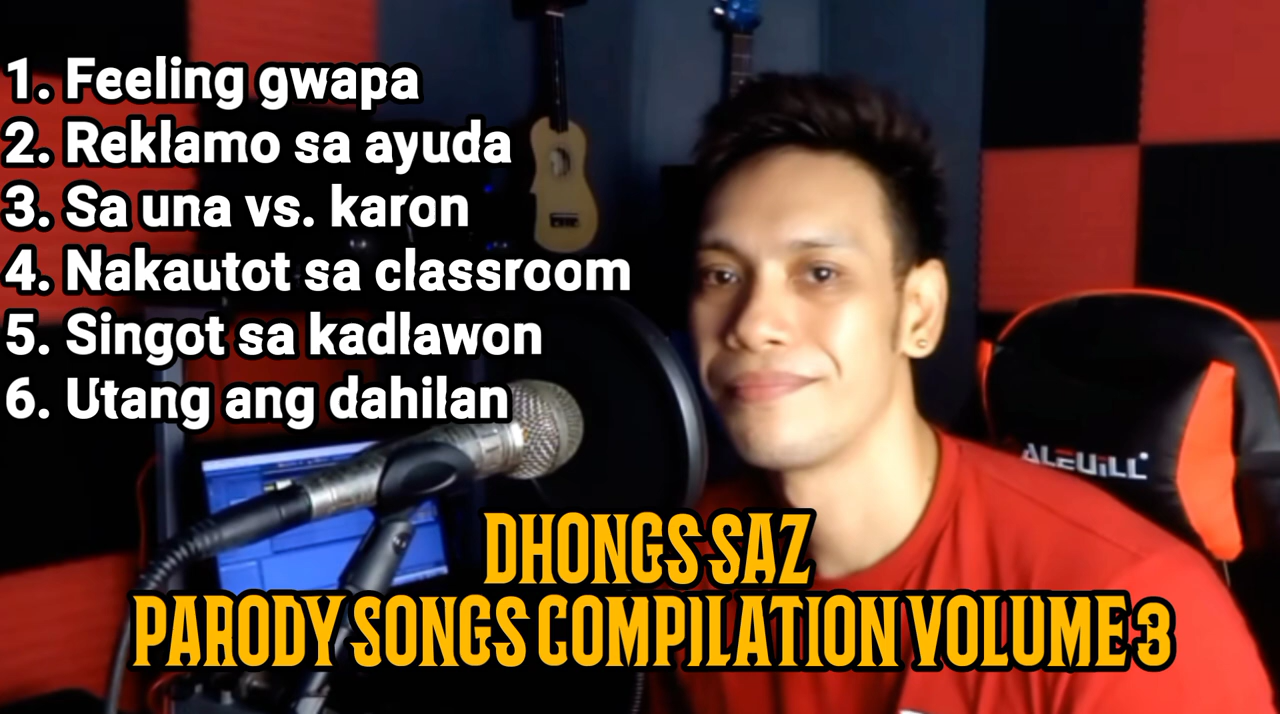 1. Feeling gwapa
2. Reklamo sa ayuda
3. Sa una vs. karon
4. Nakautot sa classroom
5. Singot sa kadlawon
6. Utang ang dahilan
ALEUiLL
DHONGS SAZ
PARODY SONGS COMPILATION VOLUME 3